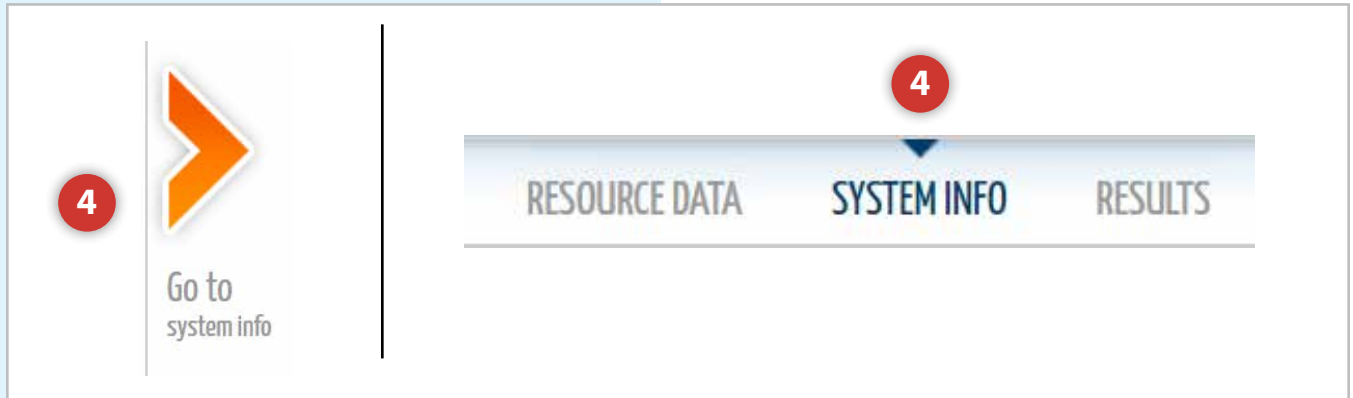 4
Go to
system info
4
RESOURCE DATA SYSTEM INFO RESULTS